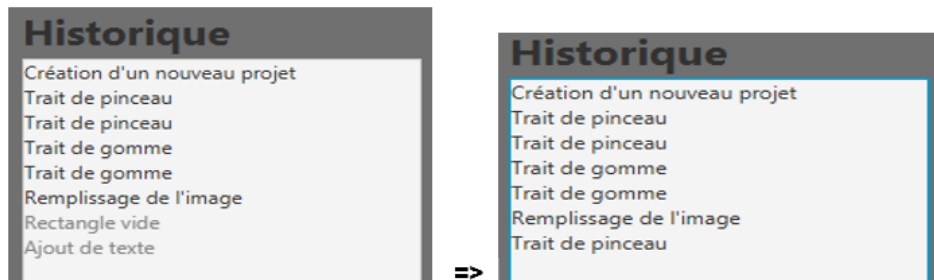 Historique
Création d'un nouveau projet
Trait de pinceau
Trait de pinceau
Trait de gomme
Trait de gomme
Remplissage de l'image
Rectangle vide
Ajout de texte
=>
Historique
Création d'un nouveau projet
Trait de pinceau
Trait de pinceau
Trait de gomme
Trait de gomme
Remplissage de l'image
Trait de pinceau